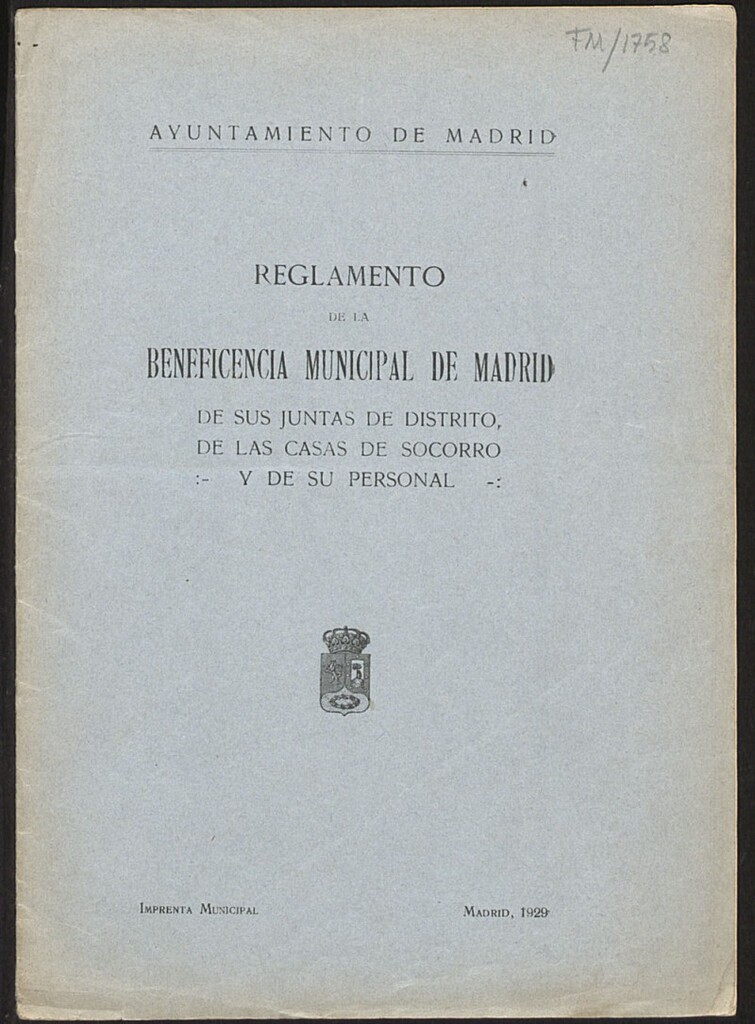 FM/1758
AYUNTAMIENTO DE MADRID
REGLAMENTO
DE LA
BENEFICENCIA MUNICIPAL DE MADRID
DE SUS JUNTAS DE DISTRITO,
DE LAS CASAS DE SOCORRO
:- Y DE SU PERSONAL -:
IMPRENTA MUNICIPAL MADRID, 1929